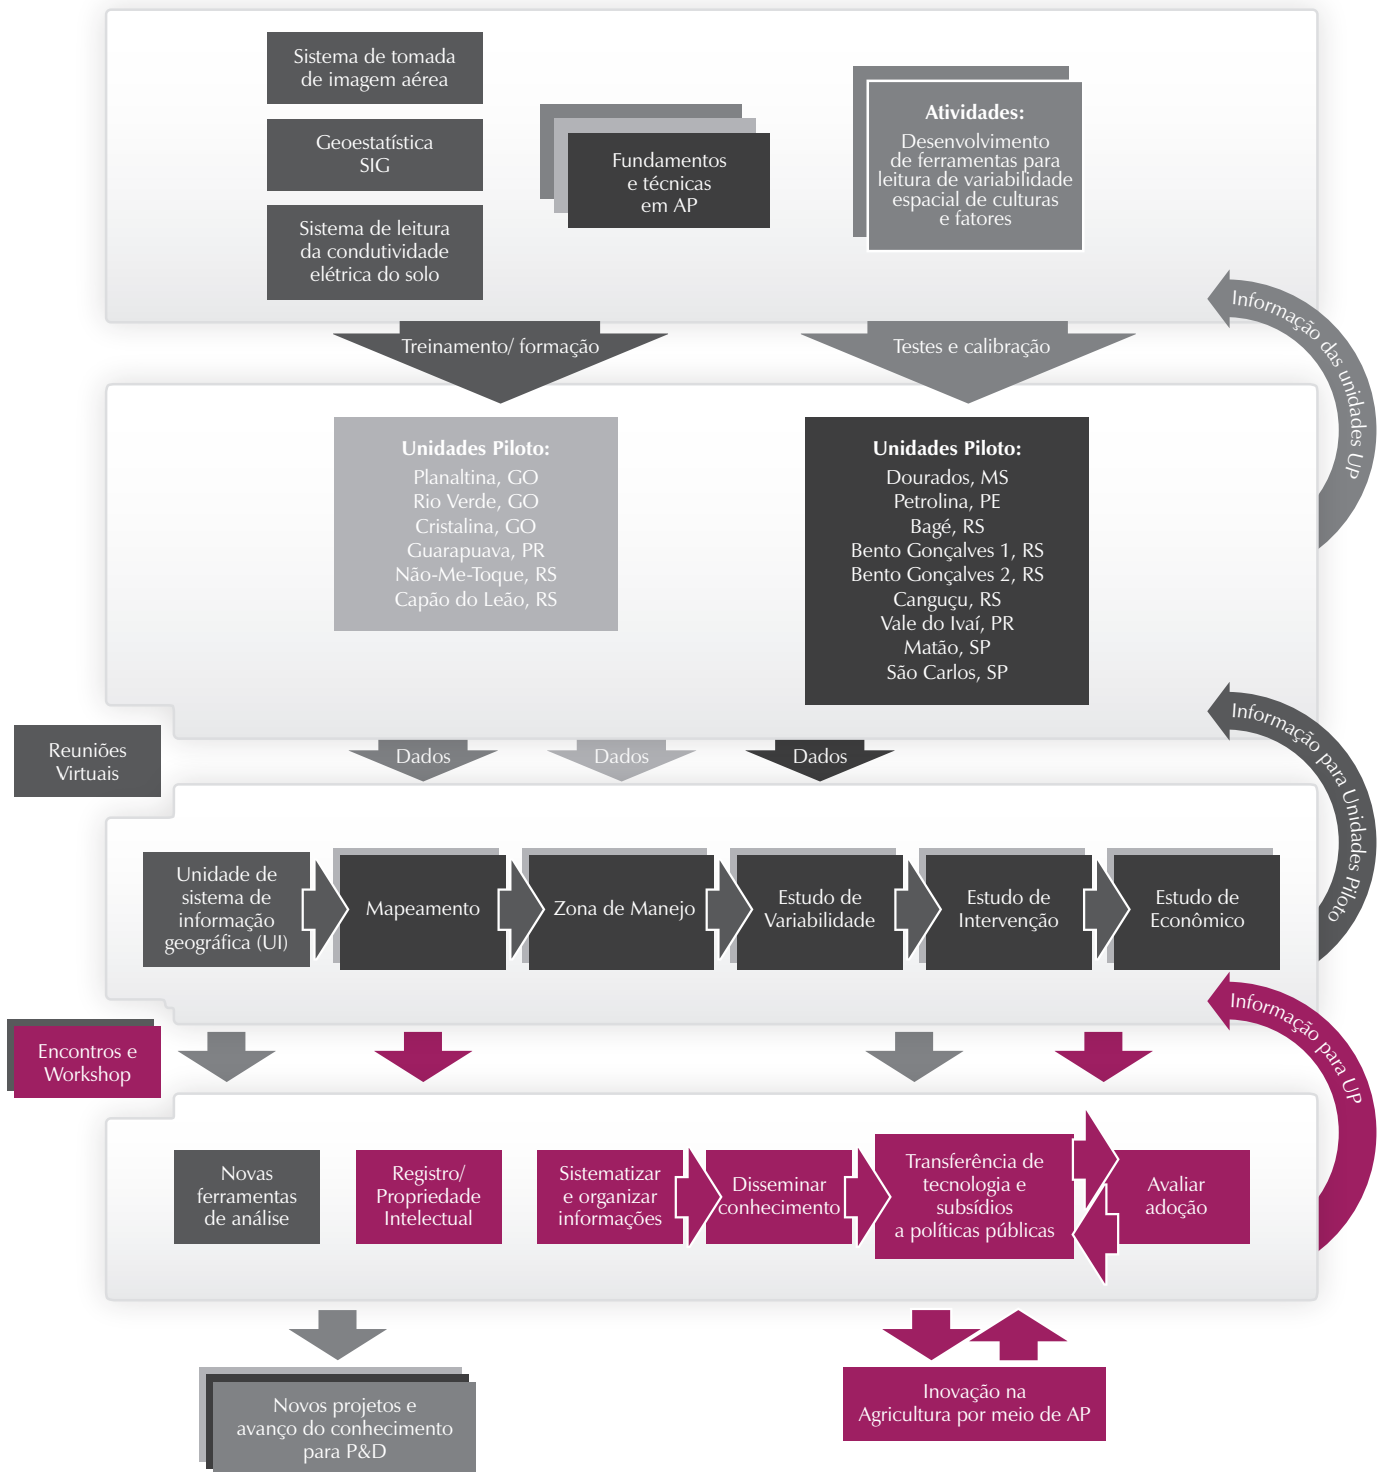 Sistema de tomada
de imagem aérea
Geoestatística
SIG
Sistema de leitura
da condutividade
elétrica do solo
Fundamentos
e técnicas
em AP
Atividades:
Desenvolvimento
de ferramentas para
leitura de variabilidade
espacial de culturas
e fatores
Informação das unidades UP
Treinamento/ formação
Testes e calibração
Unidades Piloto:
Planaltina, GO
Rio Verde, GO
Cristalina, GO
Guarapuava, PR
Não-Me-Toque, RS
Capão do Leão, RS
Unidades Piloto:
Dourados, MS
Petrolina, PE
Bagé, RS
Bento Gonçalves 1, RS
Bento Gonçalves 2, RS
Canguçu, RS
Vale do Ivaí, PR
Matão, SP
São Carlos, SP
Informação para Unidades Piloto
Reuniões
Virtuais
Dados
Dados
Dados
Unidade de
sistema de
informação
geográfica (UI)
Mapeamento
Zona de Manejo
Estudo de
Variabilidade
Estudo de
Intervenção
Estudo de
Econômico
Informação para UP
Encontros e
Workshop
Novas
ferramentas
de análise
Registro/
Propriedade
Intelectual
Sistematizar
e organizar
informações
Disseminar
conhecimento
Transferência de
tecnologia e
subsídios
a políticas públicas
Avaliar
adoção
Novos projetos e
avanço do conhecimento
para P&D
Inovação na
Agricultura por meio de AP